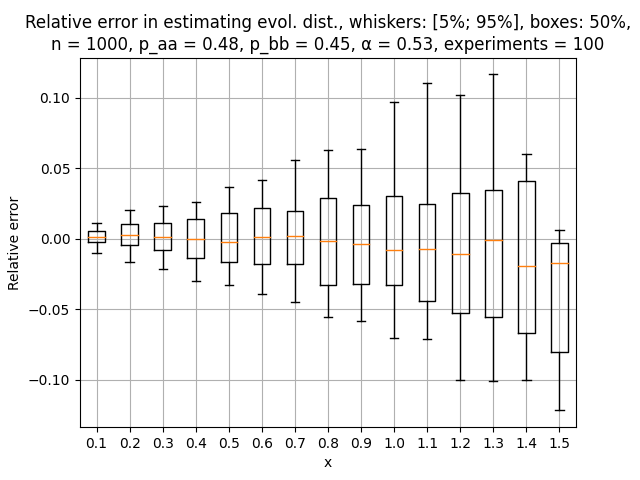 Relative error in estimating evol. dist., whiskers: [5%; 95%], boxes: 50%,
n = 1000, p_aa = 0.48, p_bb = 0.45, α = 0.53, experiments = 100
0.10
0.05
0.00
−0.05
−0.10
Relative error
0.1 0.2 0.3 0.4 0.5 0.6 0.7 0.8 0.9 1.0 1.1 1.2 1.3 1.4 1.5
x